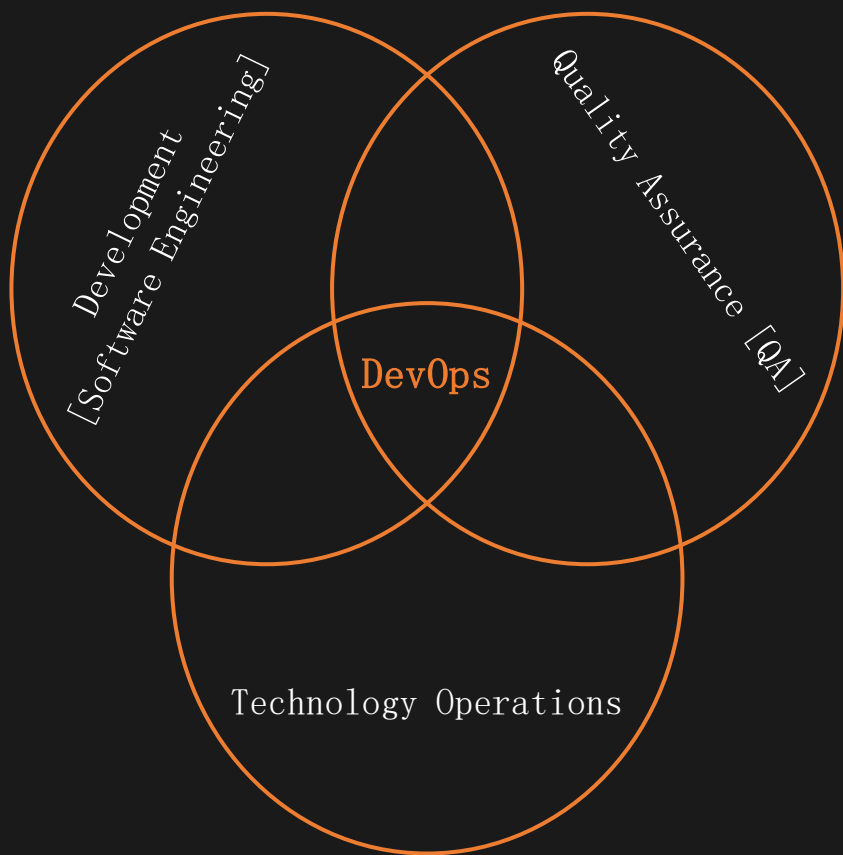 Development
[Software Engineering]
Quality Assurance [QA]
DevOps
Technology Operations